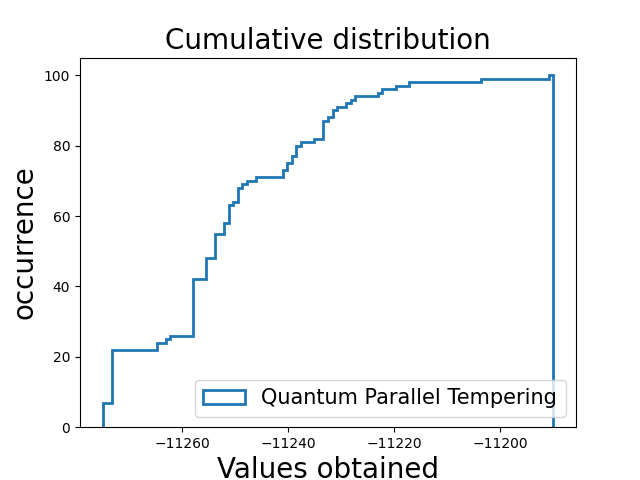 Cumulative distribution
occurrence
100
80
60
40
20
0
Quantum Parallel Tempering
−11260
−11240
−11220
−11200
Values obtained